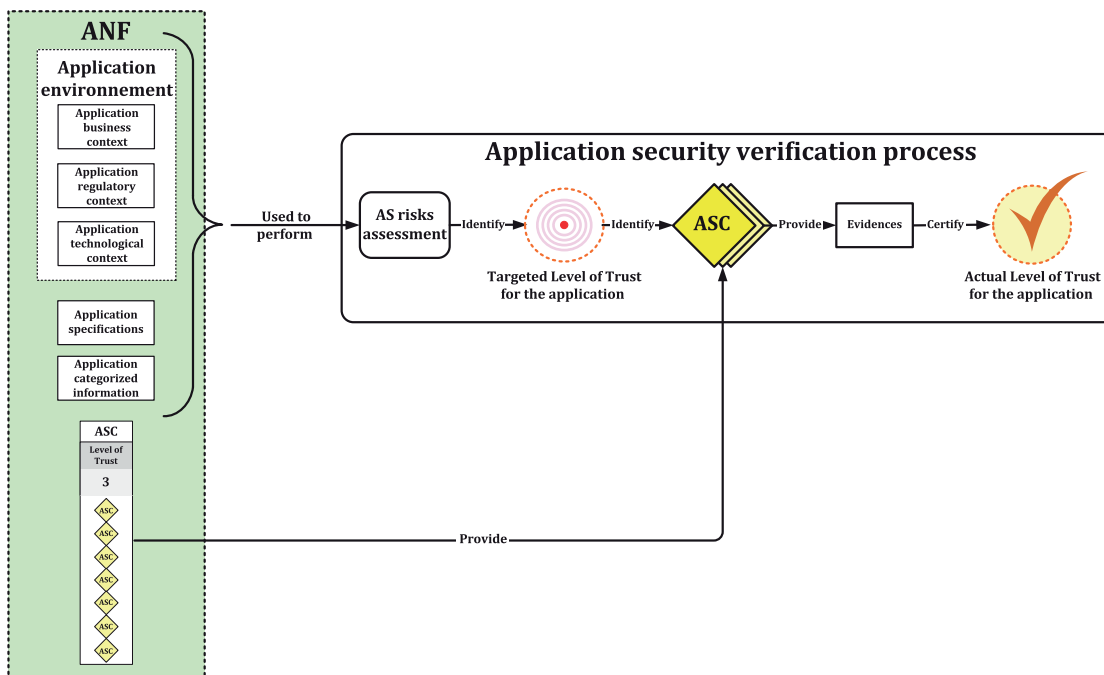 ANF
Application
environnement
Application
business
context
Application
regulatory
context
Application
technological
context
Application
specifications
Application
categorized
information
ASC
Level of
Trust
3
ASC
ASC
ASC
ASC
ASC
ASC
ASC
Used to
perform
Application security verification process
AS risks
assessment
Identify
Targeted Level of Trust
for the application
Identify
ASC
Provide
Evidences
Certify
Actual Level of Trust
for the application
Provide